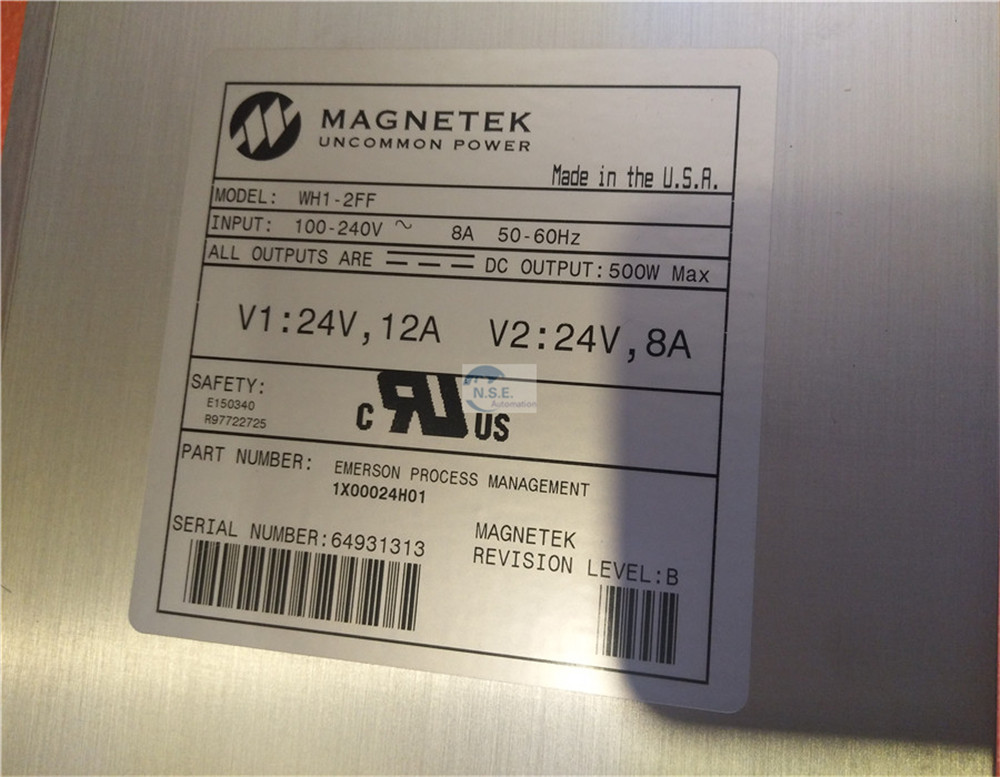 MAGNETEK
UNCOMMON POWER
Made in the U.S.A.
MODEL: WH1-2FF
INPUT: 100-240V ~ 8A 50-60Hz
ALL OUTPUTS ARE DC OUTPUT:500W Max
V1:24V,12A V2:24V,8A
SAFETY:
E150340
R97722725
C RU US
N.S.E.
Automation
PART NUMBER: EMERSON PROCESS MANAGEMENT
1X00024H01
SERIAL NUMBER:64931313
MAGNETEK
REVISION LEVEL:B